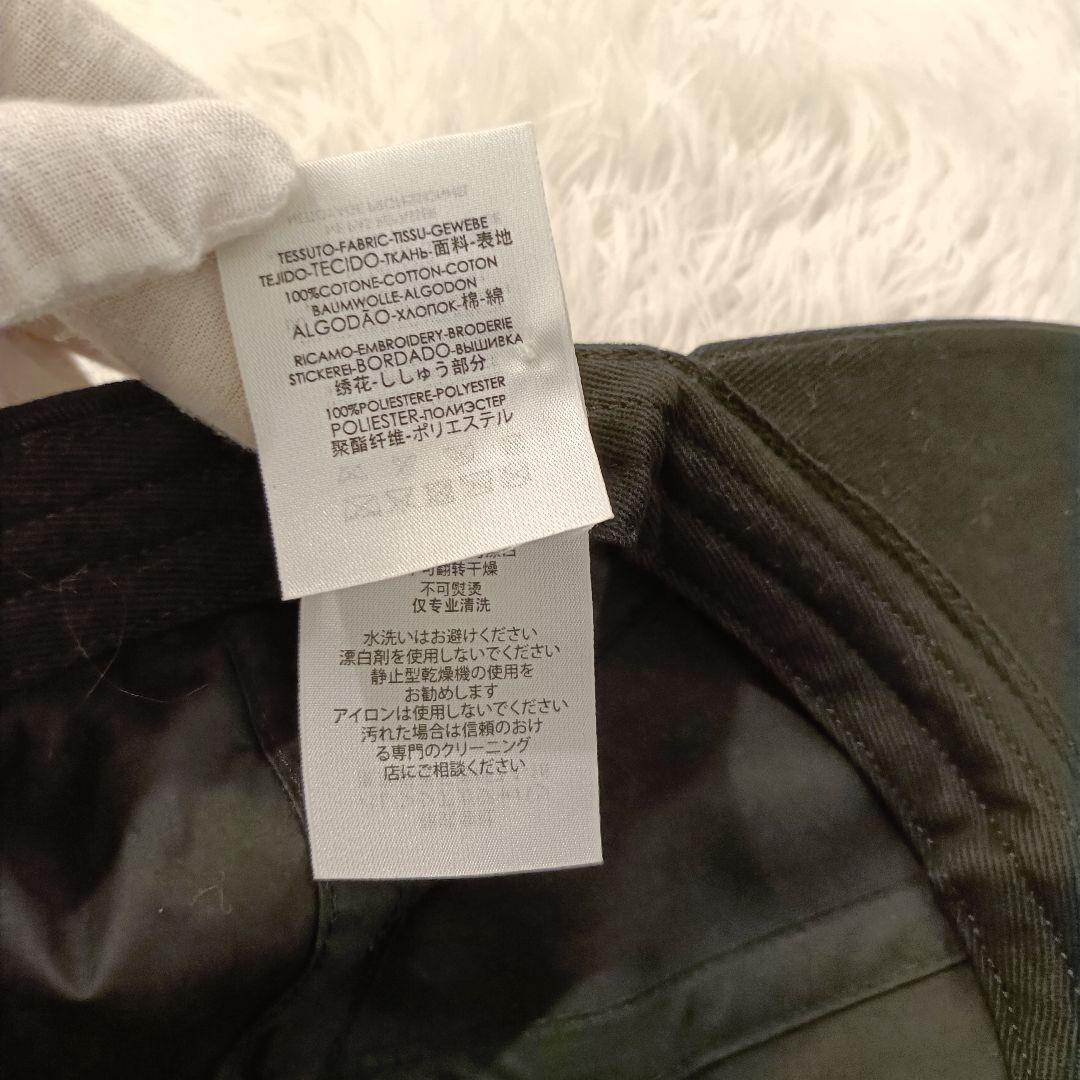 TESSUTO-FABRIC-TISSU-GEWEBE
TEJIDO-TECIDO-ТКАНЬ-面料-表地
100%COTONE-COTTON-COTON
BAUMWOLLE-ALGODON
ALGODÃO-ХЛОПОК-棉-綿
RICAMO-EMBROIDERY-BRODERIE
STICKEREI-BORDADO-ВЫШИВКА
绣花-ししゅう部分
100%POLIESTERE-POLYESTER
POLIESTER-ПОЛИЭСТЕР
聚酯纤维-ポリエステル
可翻转干燥
不可熨烫
仅专业清洗
水洗いはお避けください
漂白剤を使用しないでください
静止型乾燥機の使用を
お勧めします
アイロンは使用しないでください
汚れた場合は信頼のおけ
る専門のクリーニング
店にご相談ください